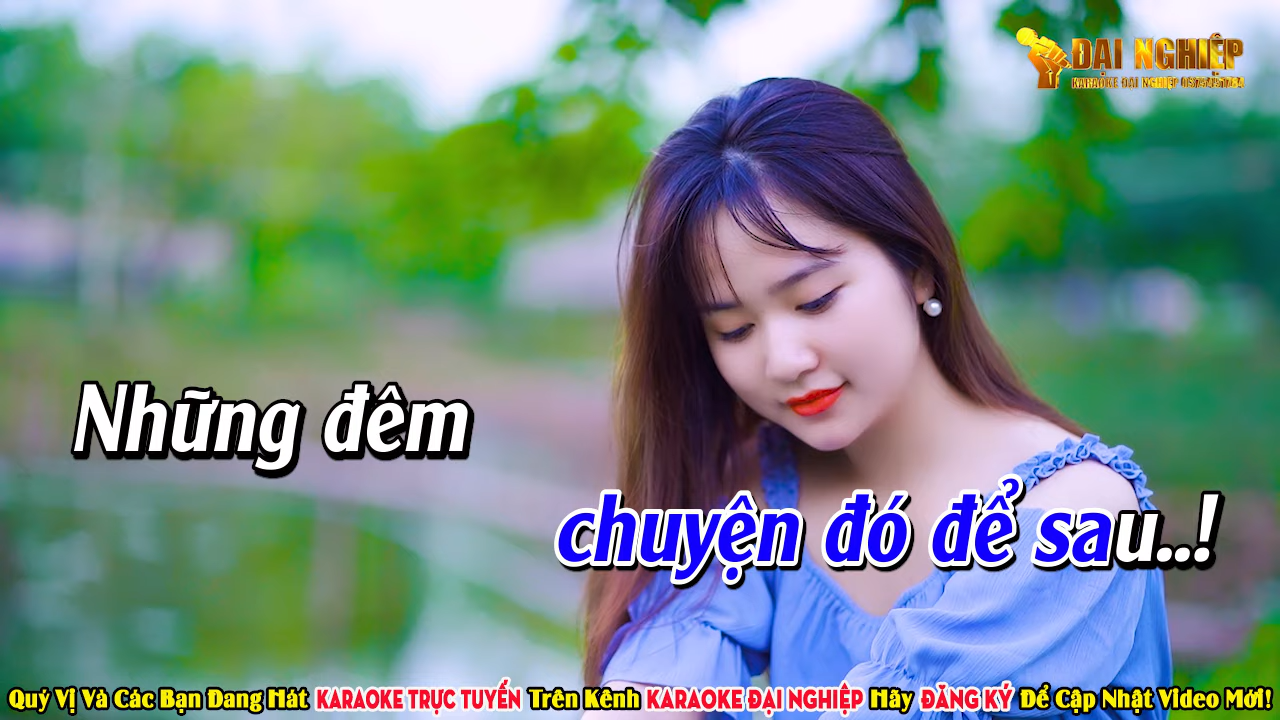 ĐẠI NGHIỆP
Những đêm
chuyện đó để sau..!
Quý Vị Và Các Bạn Đang Hát KARAOKE TRỰC TUYẾN Trên Kênh KARAOKE ĐẠI NGHIỆP Hãy ĐĂNG KÝ Để Cập Nhật Video Mới!